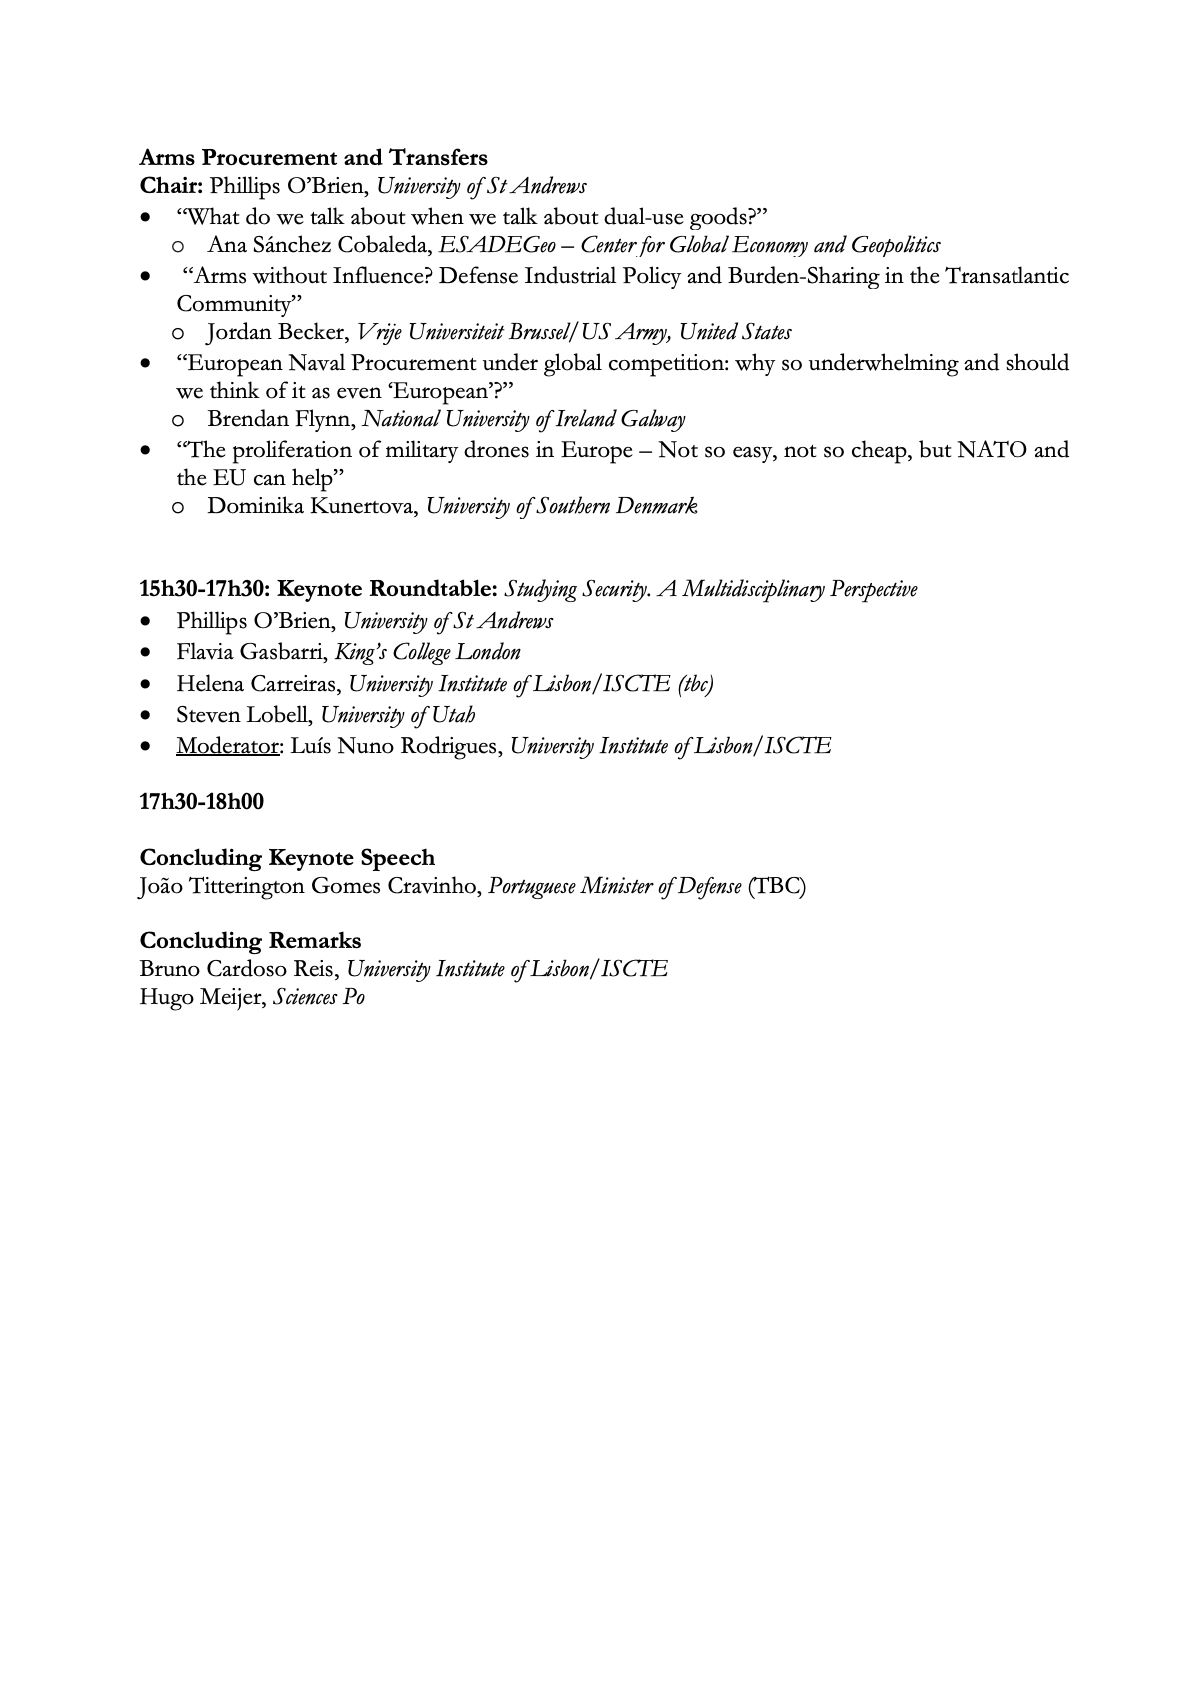 Arms Procurement and Transfers
Chair: Phillips O’Brien, University of St Andrews
• “What do we talk about when we talk about dual-use goods?”
o Ana Sánchez Cobaleda, ESADEGeo – Center for Global Economy and Geopolitics
• “Arms without Influence? Defense Industrial Policy and Burden-Sharing in the Transatlantic
Community”
o Jordan Becker, Vrije Universiteit Brussel/US Army, United States
• “European Naval Procurement under global competition: why so underwhelming and should
we think of it as even ‘European’?”
o Brendan Flynn, National University of Ireland Galway
• “The proliferation of military drones in Europe – Not so easy, not so cheap, but NATO and
the EU can help”
o Dominika Kunertova, University of Southern Denmark
15h30-17h30: Keynote Roundtable: Studying Security. A Multidisciplinary Perspective
• Phillips O’Brien, University of St Andrews
• Flavia Gasbarri, King’s College London
• Helena Carreiras, University Institute of Lisbon/ISCTE (tbc)
• Steven Lobell, University of Utah
• Moderator: Luís Nuno Rodrigues, University Institute of Lisbon/ISCTE
17h30-18h00
Concluding Keynote Speech
João Titterington Gomes Cravinho, Portuguese Minister of Defense (TBC)
Concluding Remarks
Bruno Cardoso Reis, University Institute of Lisbon/ISCTE
Hugo Meijer, Sciences Po